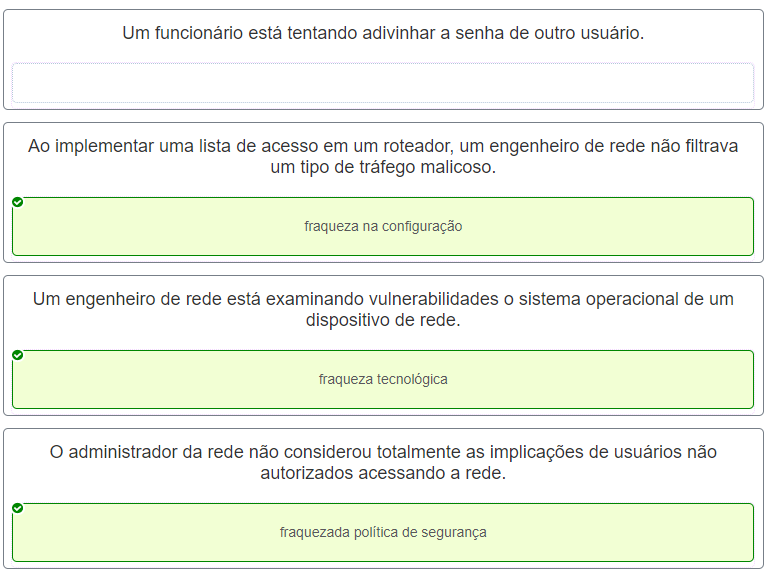 Um funcionário está tentando adivinhar a senha de outro usuário.
Ao implementar uma lista de acesso em um roteador, um engenheiro de rede não filtrava
um tipo de tráfego malicoso.
fraqueza na configuração
Um engenheiro de rede está examinando vulnerabilidades o sistema operacional de um
dispositivo de rede.
fraqueza tecnológica
O administrador da rede não considerou totalmente as implicações de usuários não
autorizados acessando a rede.
fraquezada política de segurança